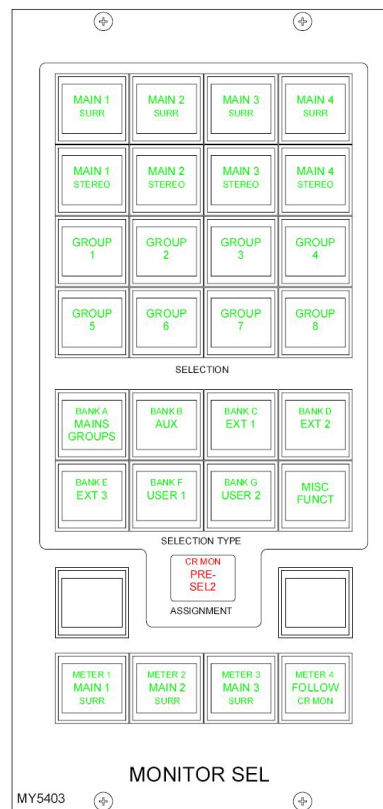 MAIN 1 MAIN 2 MAIN 3 MAIN 4
SURR SURR SURR SURR
MAIN 1 MAIN 2 MAIN 3 MAIN 4
STEREO STEREO STEREO STEREO
GROUP GROUP GROUP GROUP
1 2 3 4
GROUP GROUP GROUP GROUP
5 6 7 8
SELECTION
BANK A BANK B BANK C BANK D
MAINS AUX EXT 1 EXT 2
GROUPS
BANK E BANK F BANK G MISC
EXT 3 USER 1 USER 2 FUNCT
SELECTION TYPE
CR MON
PRE-
SEL2
ASSIGNMENT
METER 1 METER 2 METER 3 METER 4
MAIN 1 MAIN 2 MAIN 3 FOLLOW
SURR SURR SURR CR MON
MONITOR SEL
MY5403